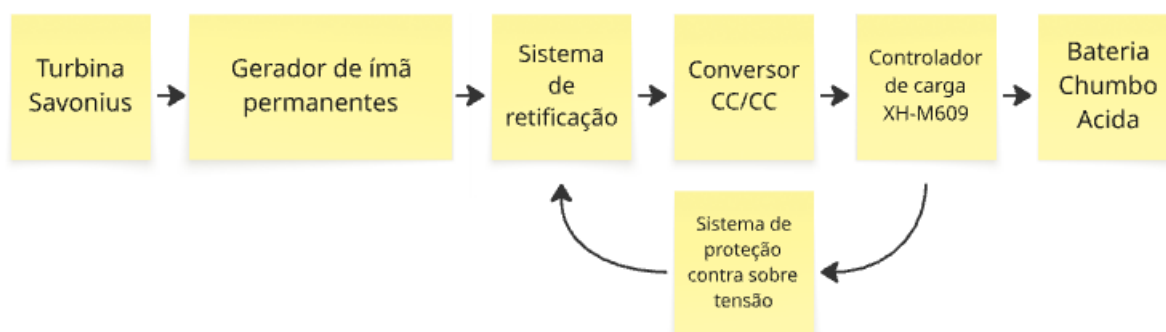 Turbina
Savonius
Gerador de ímã
permanentes
Sistema
de
retificação
Conversor
CC/CC
Controlador
de carga
XH-M609
Bateria
Chumbo
Acida
Sistema de
proteção
contra sobre
tensão